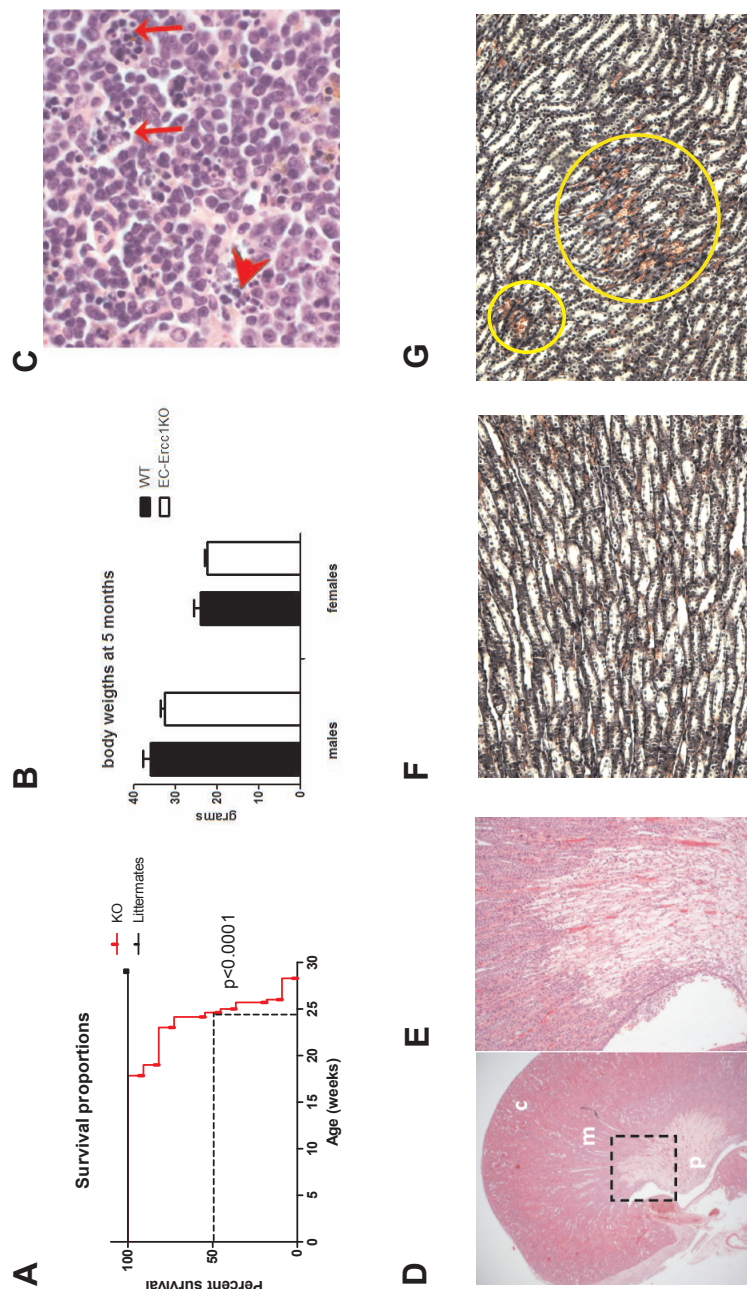 A
Survival proportions
Percent survival
100
50
0
0
5
10
15
20
25
30
Age (weeks)
p<0.0001
KO
Littermates
B
body weigths at 5 months
grams
40
30
20
10
0
males
females
WT
EC-Ercc1KO
C
D
c
m
p
E
F
G